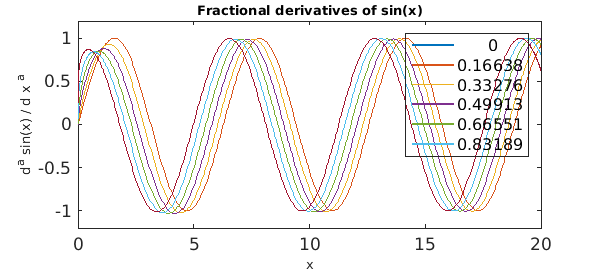 Fractional derivatives of sin(x)
d^a sin(x) / d x^a
1
0.5
0
-0.5
-1
0
0.16638
0.33276
0.49913
0.66551
0.83189
0 5 10 15 20
x